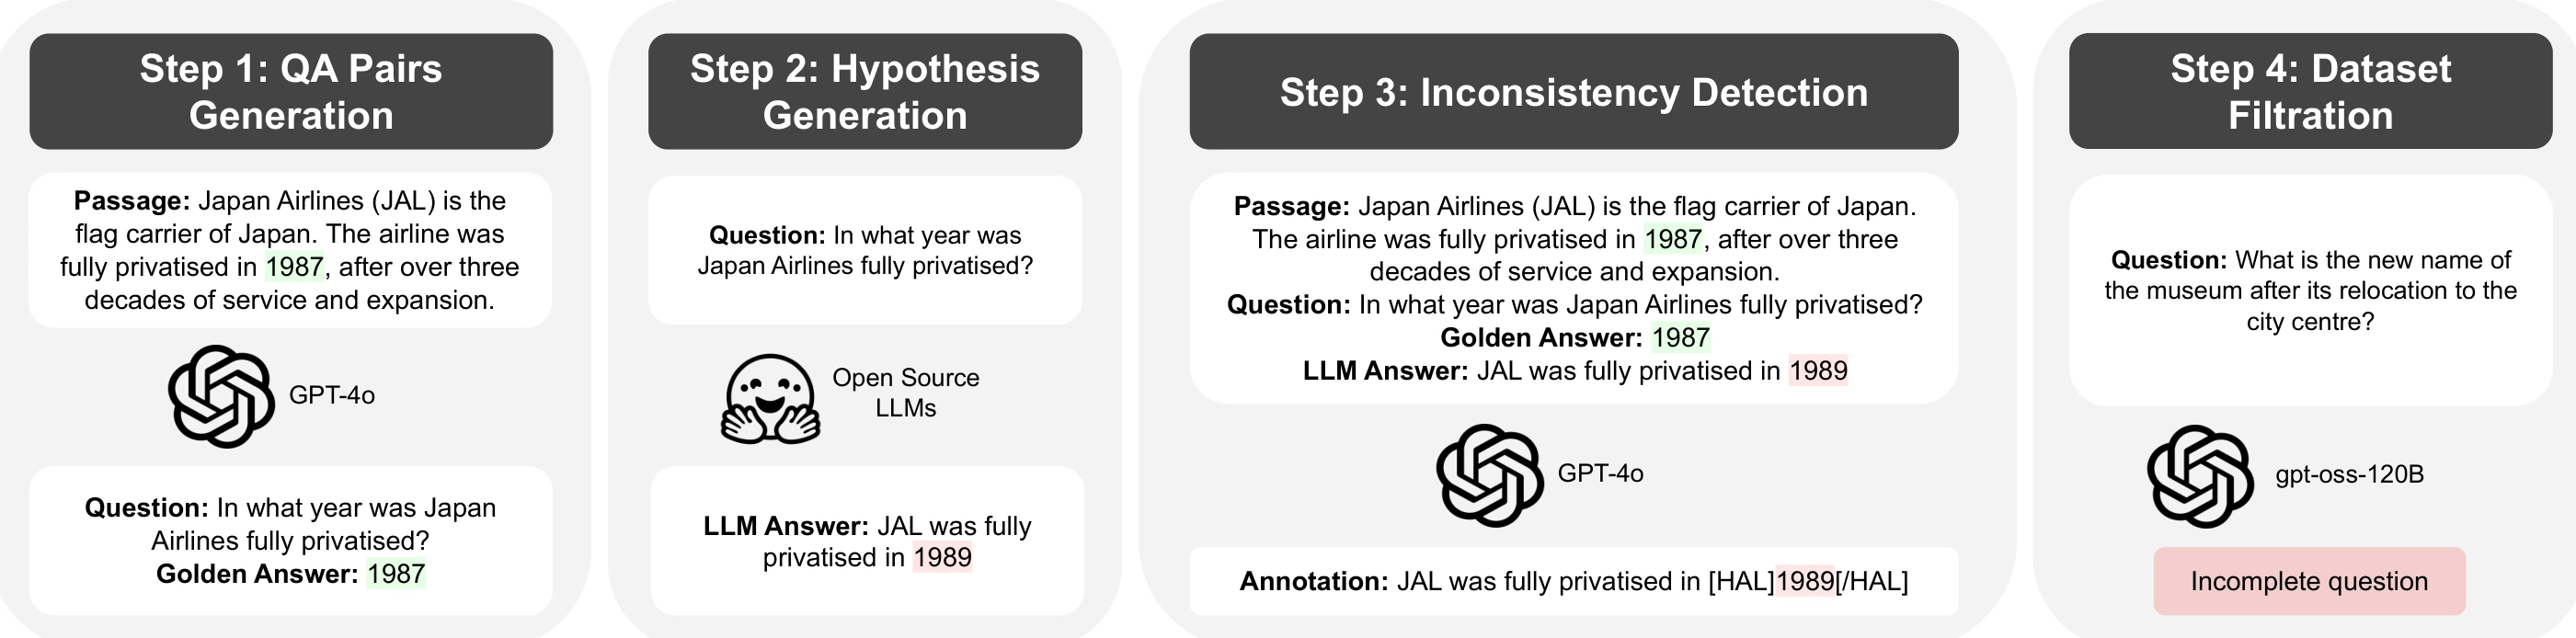 Step 1: QA Pairs
Generation
Passage: Japan Airlines (JAL) is the
flag carrier of Japan. The airline was
fully privatised in 1987, after over three
decades of service and expansion.
GPT-4o
Question: In what year was Japan
Airlines fully privatised?
Golden Answer: 1987
Step 2: Hypothesis
Generation
Question: In what year was
Japan Airlines fully privatised?
Open Source
LLMs
LLM Answer: JAL was fully
privatised in 1989
Step 3: Inconsistency Detection
Passage: Japan Airlines (JAL) is the flag carrier of Japan.
The airline was fully privatised in 1987, after over three
decades of service and expansion.
Question: In what year was Japan Airlines fully privatised?
Golden Answer: 1987
LLM Answer: JAL was fully privatised in 1989
GPT-4o
Annotation: JAL was fully privatised in [HAL]1989[/HAL]
Step 4: Dataset
Filtration
Question: What is the new name of
the museum after its relocation to the
city centre?
gpt-oss-120B
Incomplete question